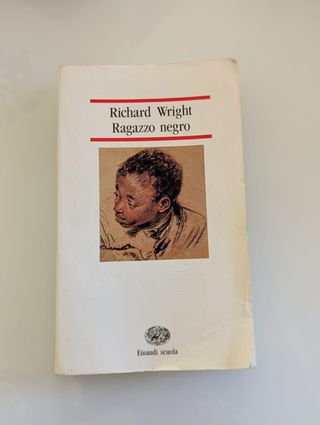 Richard Wright
Ragazzo negro
Einaudi scuola